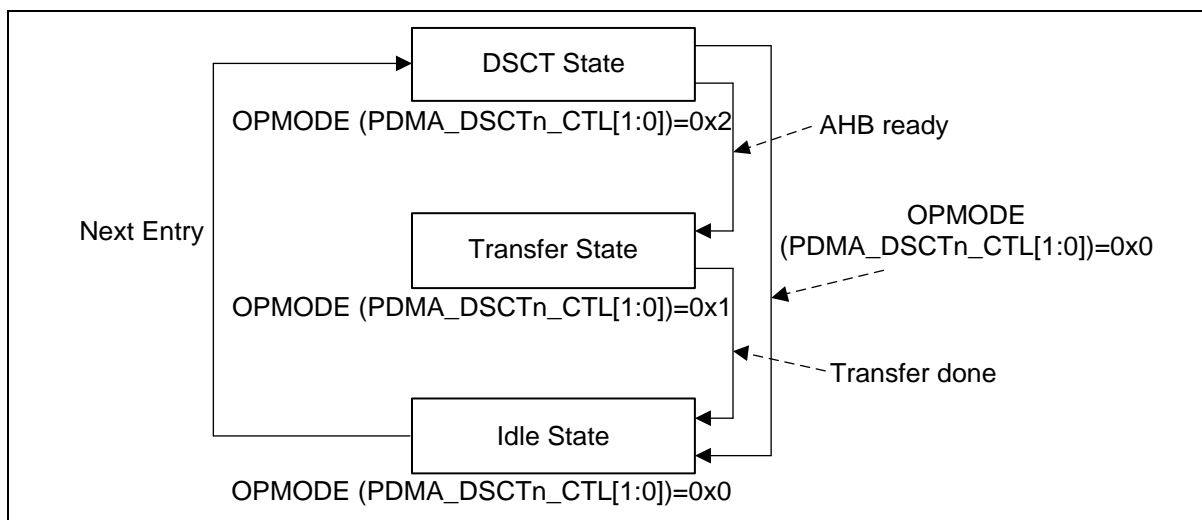 DSCT State
OPMODE (PDMA_DSCTn_CTL[1:0])=0x2
AHB ready
Next Entry
OPMODE
(PDMA_DSCTn_CTL[1:0])=0x0
Transfer State
OPMODE (PDMA_DSCTn_CTL[1:0])=0x1
Transfer done
Idle State
OPMODE (PDMA_DSCTn_CTL[1:0])=0x0